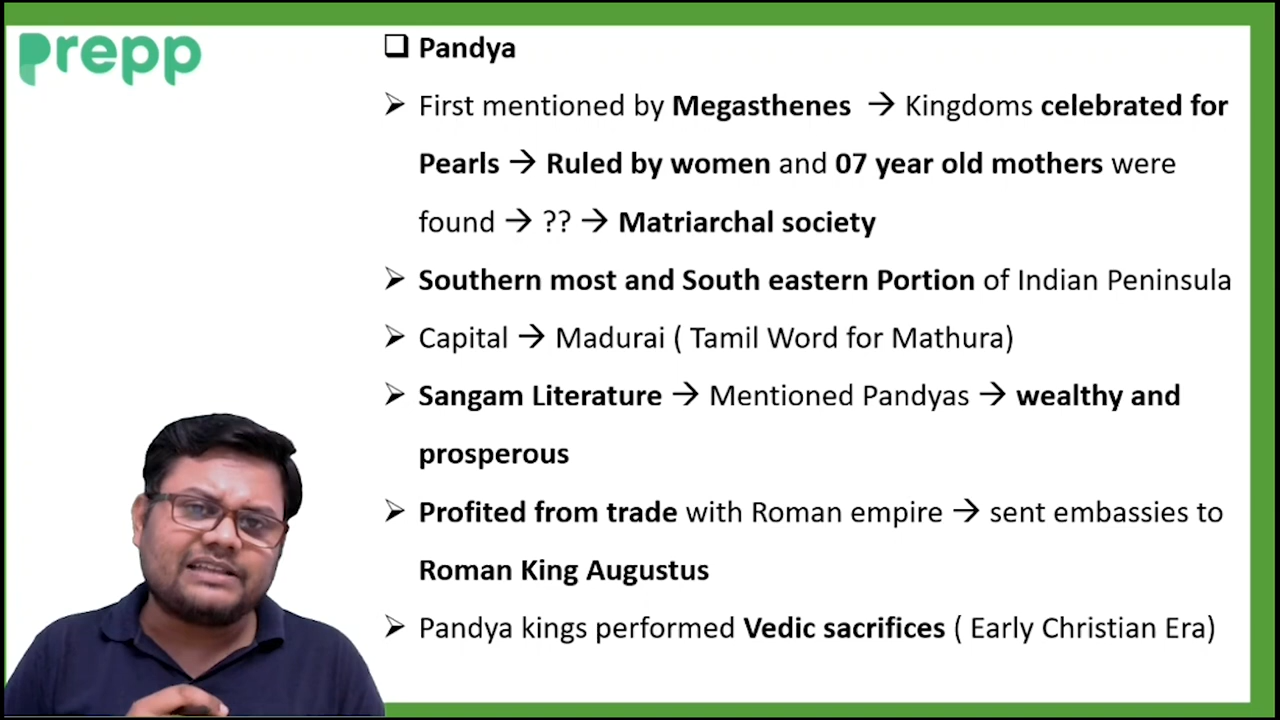 prepp
❑ Pandya
➢ First mentioned by Megasthenes → Kingdoms celebrated for
Pearls → Ruled by women and 07 year old mothers were
found → ?? → Matriarchal society
➢ Southern most and South eastern Portion of Indian Peninsula
➢ Capital → Madurai ( Tamil Word for Mathura)
➢ Sangam Literature → Mentioned Pandyas → wealthy and
prosperous
➢ Profited from trade with Roman empire → sent embassies to
Roman King Augustus
➢ Pandya kings performed Vedic sacrifices ( Early Christian Era)